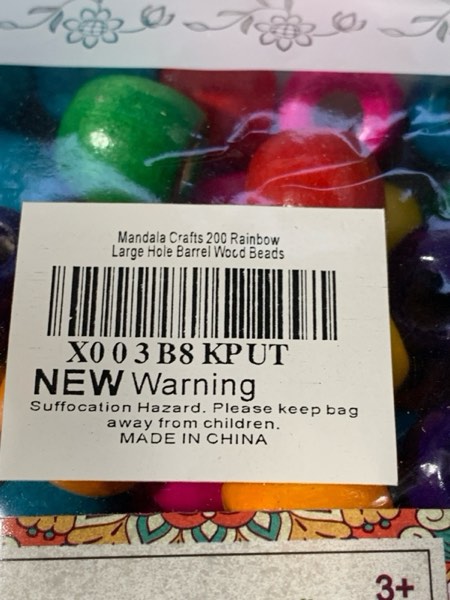 Mandala Crafts 200 Rainbow
Large Hole Barrel Wood Beads
X003B8KPUT
NEW Warning
Suffocation Hazard. Please keep bag
away from children.
MADE IN CHINA
3+